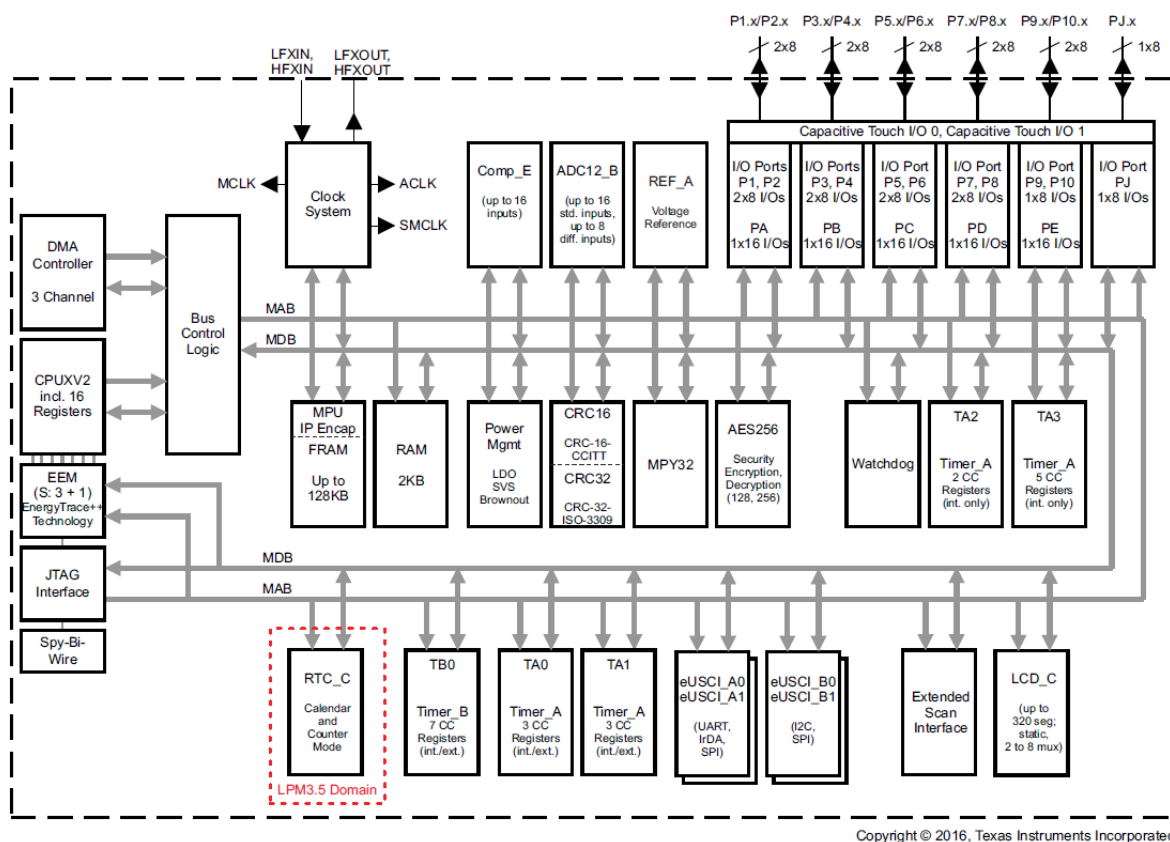 P1.x/P2.x
P3.x/P4.x
P5.x/P6.x
P7.x/P8.x
P9.x/P10.x
PJ.x
2x8
2x8
2x8
2x8
2x8
1x8
LFXIN,
HFXIN
LFXOUT,
HFXOUT
Capacitive Touch I/O 0, Capacitive Touch I/O 1
MCLK
Clock
System
ACLK
SMCLK
Comp_E
(up to 16
inputs)
ADC12_B
(up to 16
std. inputs,
up to 8
diff. inputs)
REF_A
Voltage
Reference
I/O Ports
P1, P2
2x8 I/Os
PA
1x16 I/Os
I/O Ports
P3, P4
2x8 I/Os
PB
1x16 I/Os
I/O Port
P5, P6
2x8 I/Os
PC
1x16 I/Os
I/O Port
P7, P8
2x8 I/Os
PD
1x16 I/Os
I/O Port
P9, P10
1x8 I/Os
PE
1x16 I/Os
I/O Port
PJ
1x8 I/Os
DMA
Controller
3 Channel
Bus
Control
Logic
MAB
MDB
CPUXV2
incl. 16
Registers
MPU
IP Encap
FRAM
Up to
128KB
RAM
2KB
Power
Mgmt
LDO
SVS
Brownout
CRC16
CRC-16-
CCITT
CRC32
CRC-32-
ISO-3309
MPY32
AES256
Security
Encryption,
Decryption
(128, 256)
Watchdog
TA2
Timer_A
2 CC
Registers
(int. only)
TA3
Timer_A
5 CC
Registers
(int. only)
EEM
(S: 3 + 1)
EnergyTrace++
Technology
MDB
JTAG
Interface
MAB
Spy-Bi-
Wire
RTC_C
Calendar
and
Counter
Mode
LPM3.5 Domain
TB0
Timer_B
7 CC
Registers
(int./ext.)
TA0
Timer_A
3 CC
Registers
(int./ext.)
TA1
Timer_A
3 CC
Registers
(int./ext.)
eUSCI_A0
eUSCI_A1
(UART,
IrDA,
SPI)
eUSCI_B0
eUSCI_B1
(I2C,
SPI)
Extended
Scan
Interface
LCD_C
(up to
320 seg;
static,
2 to 8 mux)
Copyright © 2016, Texas Instruments Incorporated